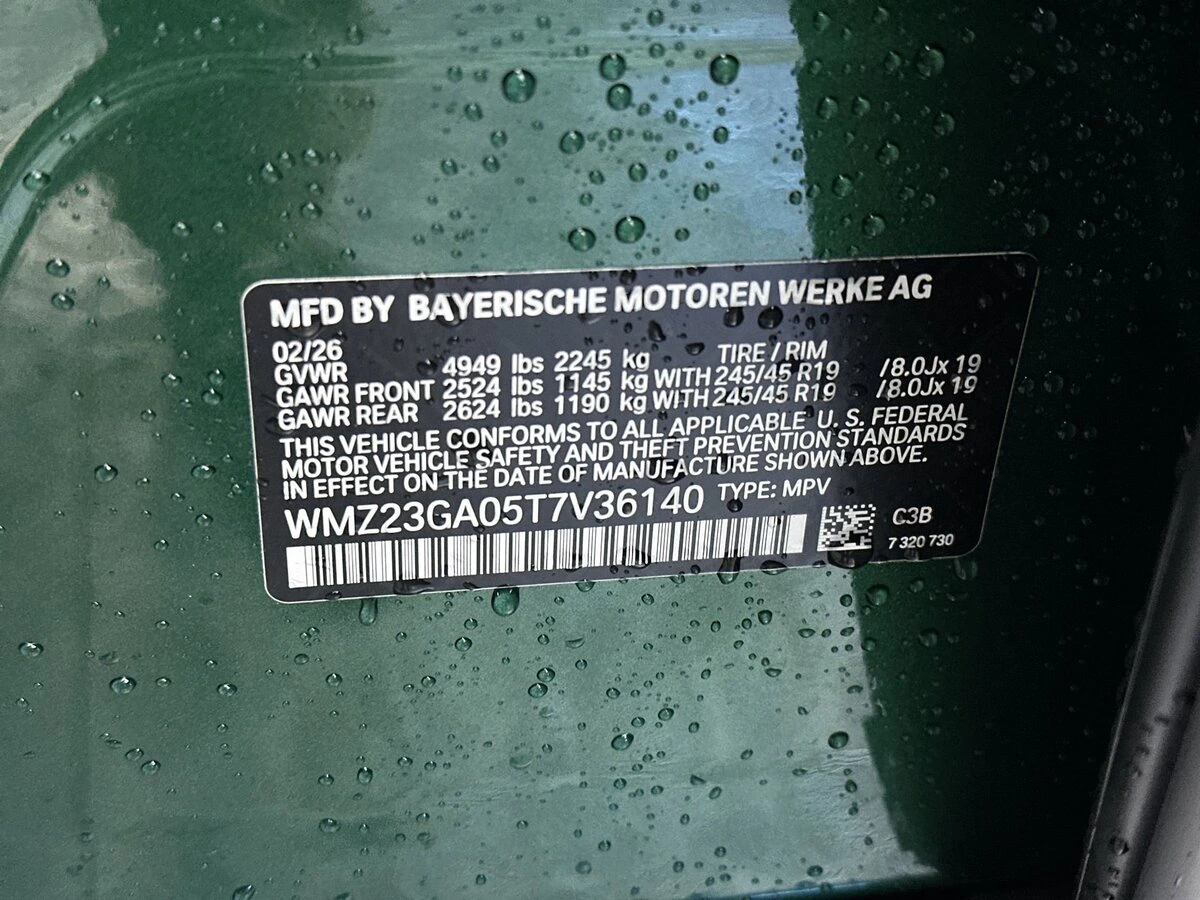 MFD BY BAYERISCHE MOTOREN WERKE AG
02/26 TIRE / RIM
GVWR 4949 lbs 2245 kg
GAWR FRONT 2524 lbs 1145 kg WITH 245/45 R19 /8.0Jx 19
GAWR REAR 2624 lbs 1190 kg WITH 245/45 R19 /8.0Jx 19
THIS VEHICLE CONFORMS TO ALL APPLICABLE U. S. FEDERAL
MOTOR VEHICLE SAFETY AND THEFT PREVENTION STANDARDS
IN EFFECT ON THE DATE OF MANUFACTURE SHOWN ABOVE.
WMZ23GA05T7V36140 TYPE: MPV
C3B
7 320 730